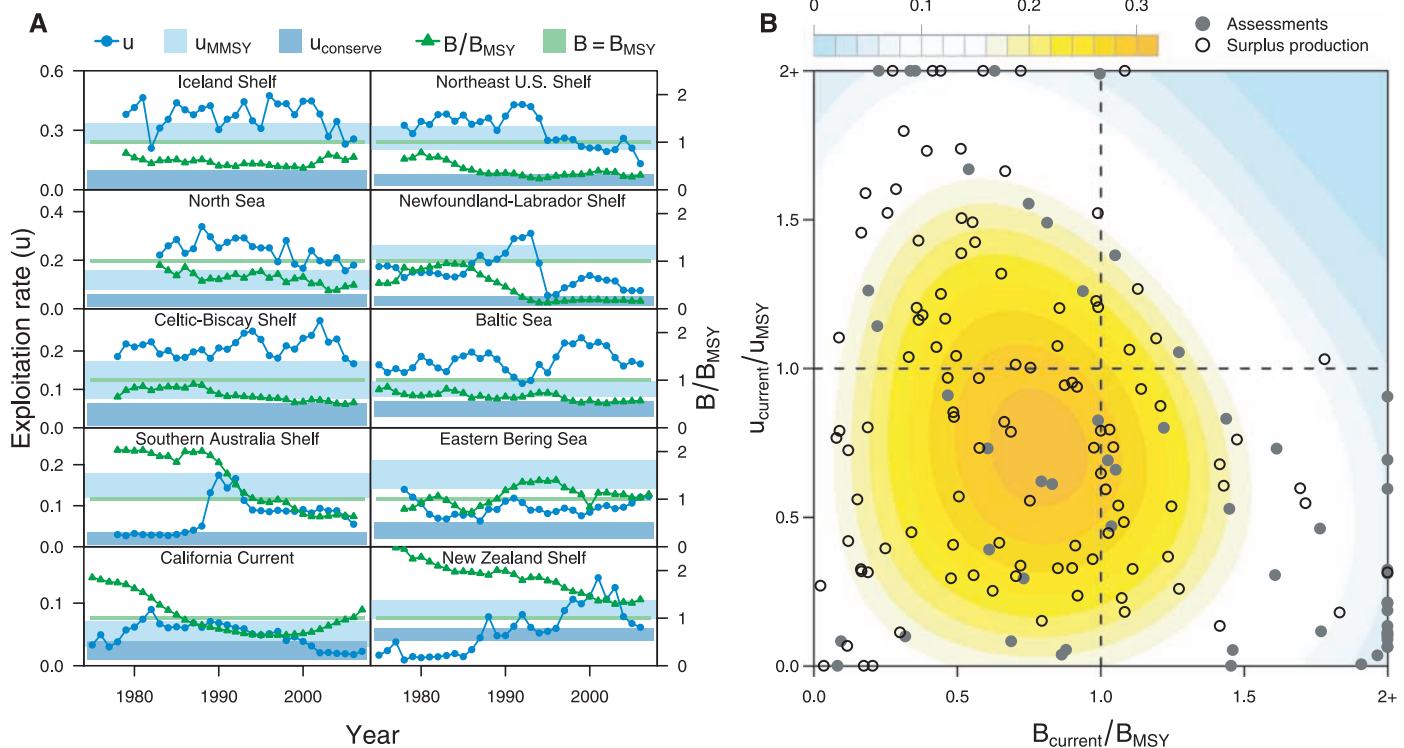 A
u
uMMSY
uconserve
B/BMSY
B = BMSY
Iceland Shelf
Northeast U.S. Shelf
North Sea
Newfoundland-Labrador Shelf
Celtic-Biscay Shelf
Baltic Sea
Southern Australia Shelf
Eastern Bering Sea
California Current
New Zealand Shelf
0.6
0.3
0.0
0.4
0.2
0.0
0.2
0.1
0.0
0.2
0.1
0.0
0.1
0.0
2
1
0
2
1
0
2
1
0
2
1
0
2
1
0
Exploitation rate (u)
B/BMSY
1980
1990
2000
1980
1990
2000
Year
B
0
0.1
0.2
0.3
Assessments
Surplus production
2+
1.5
1.0
0.5
0.0
ucurrent/uMSY
0.0
0.5
1.0
1.5
2+
Bcurrent/BMSY